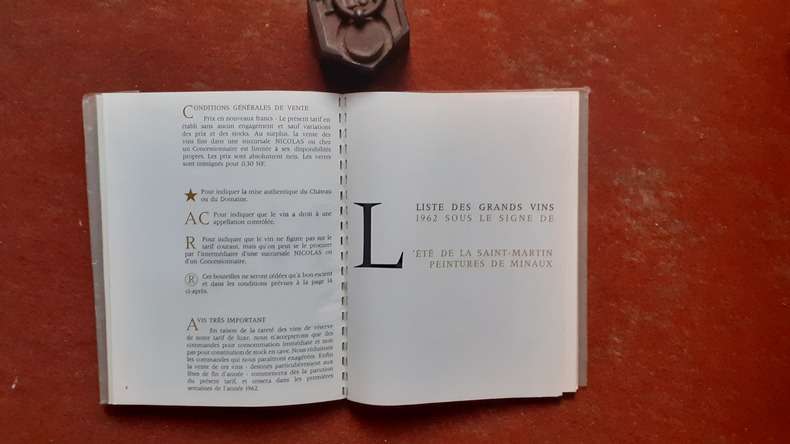 CONDITIONS GÉNÉRALES DE VENTE
Prix en nouveaux francs - Le présent tarif est
établi sans aucun engagement et sauf variations
des prix et des stocks. Au surplus, la vente des
vins fins dans une succursale NICOLAS ou chez
un Concessionnaire est limitée à ses disponibilités
propres. Les prix sont absolument nets. Les verres
sont consignés pour 0,30 NF.
★ Pour indiquer la mise authentique du Château
ou du Domaine.
AC Pour indiquer que le vin a droit à une
appellation contrôlée.
R Pour indiquer que le vin ne figure pas sur le
tarif courant, mais qu'on peut se le procurer
par l'intermédiaire d'une succursale NICOLAS ou
d'un Concessionnaire.
Ⓡ Ces bouteilles ne seront cédées qu'à bon escient
et dans les conditions prévues à la page 14
ci-après.
AVIS TRÈS IMPORTANT
En raison de la rareté des vins de réserve
de notre tarif de luxe, nous n'accepterons que des
commandes pour consommation immédiate et non
pas pour constitution de stock en cave. Nous réduirons
les commandes qui nous paraîtront exagérées. Enfin
la vente de ces vins - destinés particulièrement aux
fêtes de fin d'année - commencera dès la parution
du présent tarif, et cessera dans les premières
semaines de l'année 1962.
LISTE DES GRANDS VINS
1962 SOUS LE SIGNE DE
L'ÉTÉ DE LA SAINT-MARTIN
PEINTURES DE MINAUX